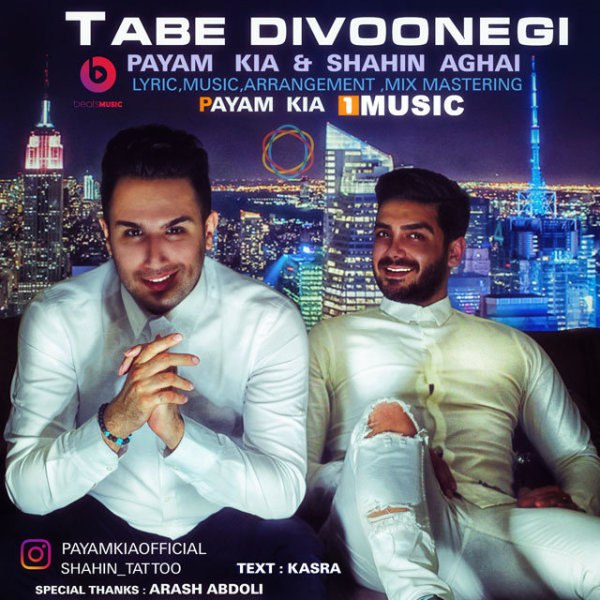 TABE DIVOONEGI
PAYAM KIA & SHAHIN AGHAI
LYRIC,MUSIC,ARRANGEMENT ,MIX MASTERING
beatsMUSIC
PAYAM KIA 1MUSIC
PAYAMKIAOFFICIAL
SHAHIN_TATTOO
TEXT : KASRA
SPECIAL THANKS : ARASH ABDOLI